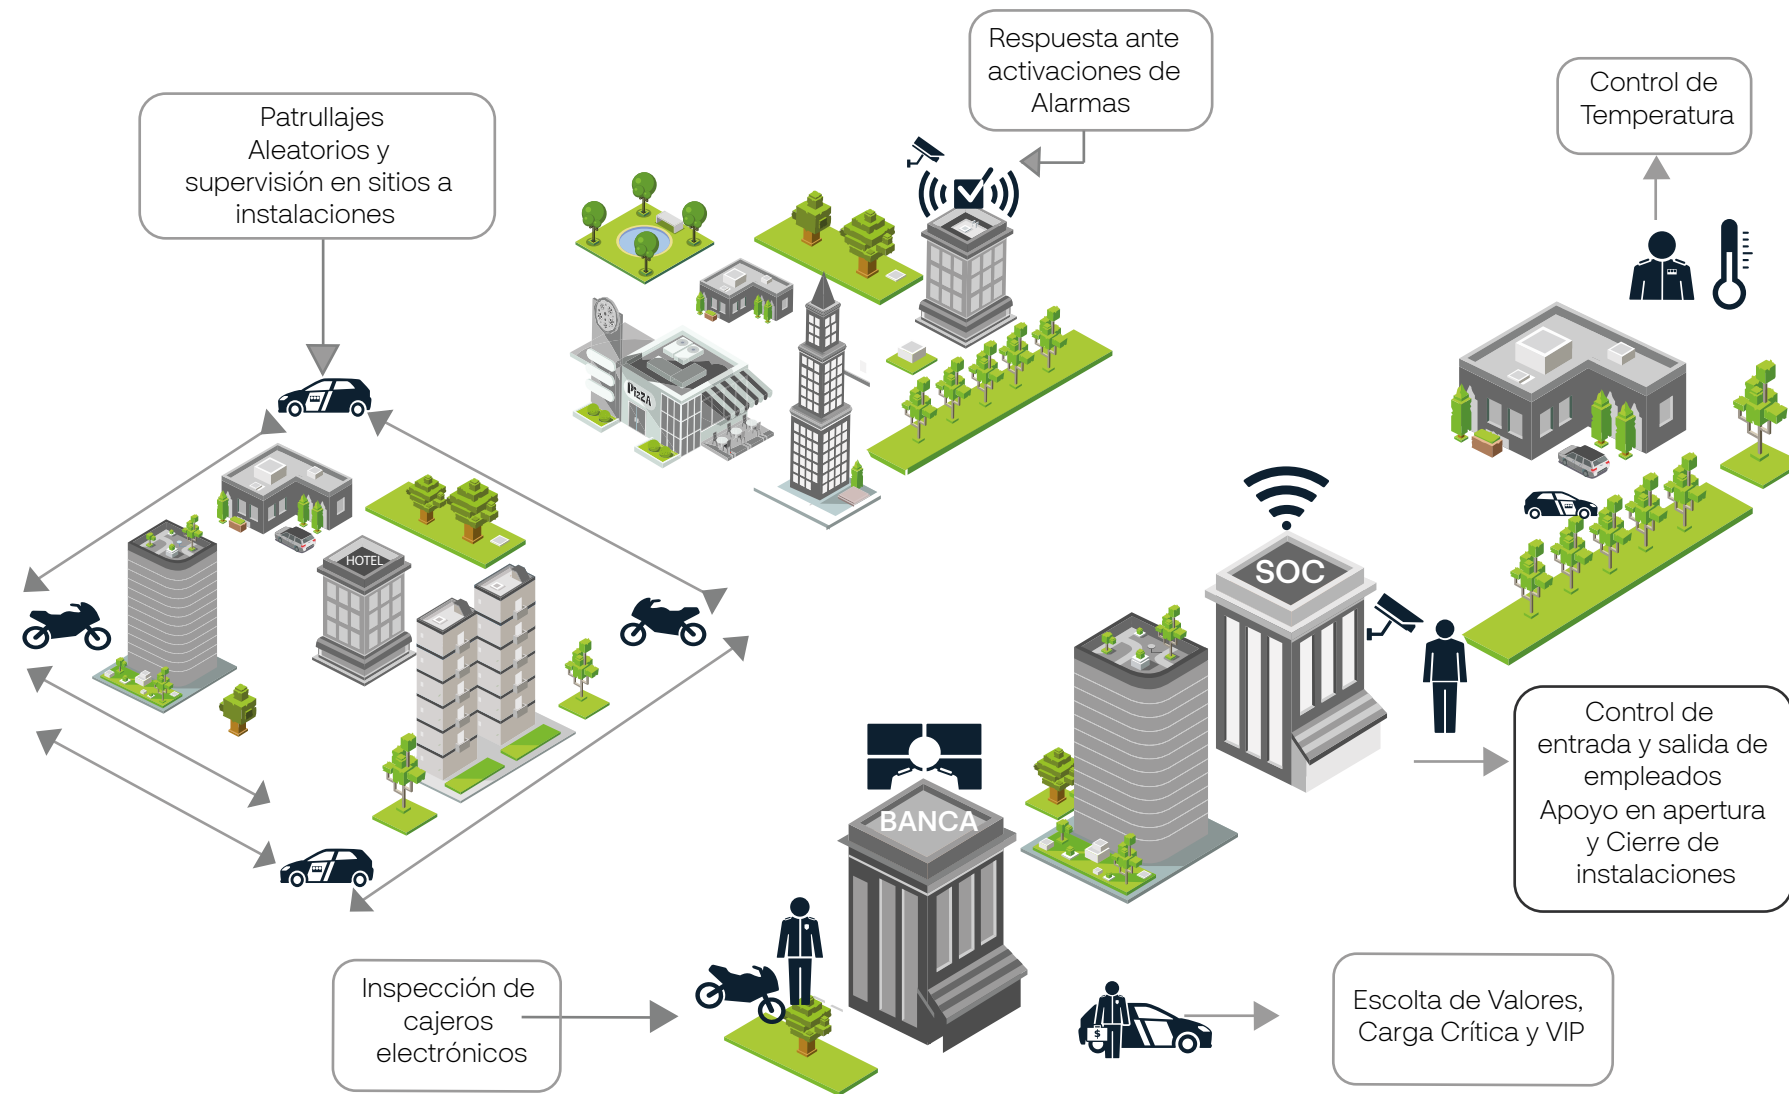 Respuesta ante
activaciones de
Alarmas
Control de
Temperatura
Patrullajes
Aleatorios y
supervisión en sitios a
instalaciones
PIZZA
HOTEL
SOC
Control de
entrada y salida de
empleados
Apoyo en apertura
y Cierre de
instalaciones
BANCA
Inspección de
cajeros
electrónicos
$
Escolta de Valores,
Carga Crítica y VIP